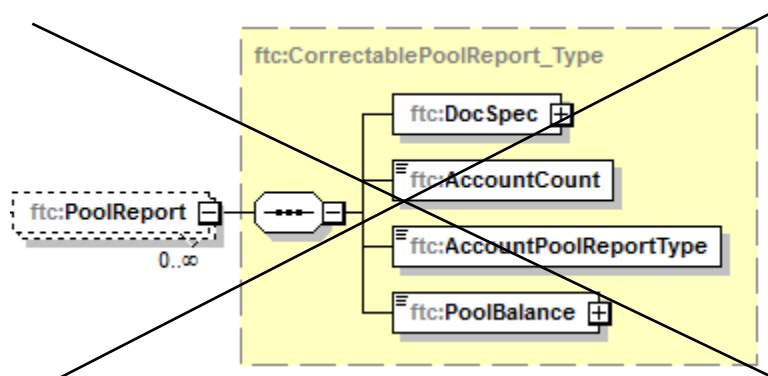 ftc:CorrectablePoolReport_Type
ftc:DocSpec
ftc:AccountCount
ftc:PoolReport
0..∞
ftc:AccountPoolReportType
ftc:PoolBalance